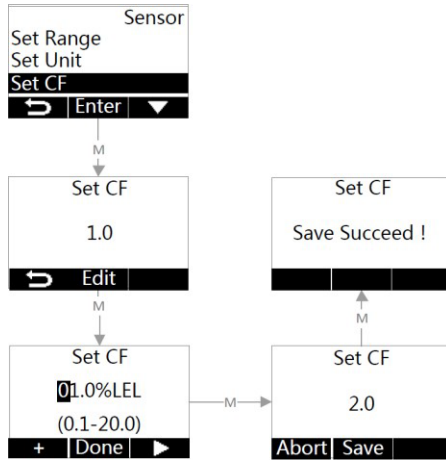 Sensor
Set Range
Set Unit
Set CF
Enter
M
Set CF
1.0
Edit
M
Set CF
01.0%LEL
(0.1-20.0)
+ Done
M
Set CF
2.0
Abort Save
M
Set CF
Save Succeed !